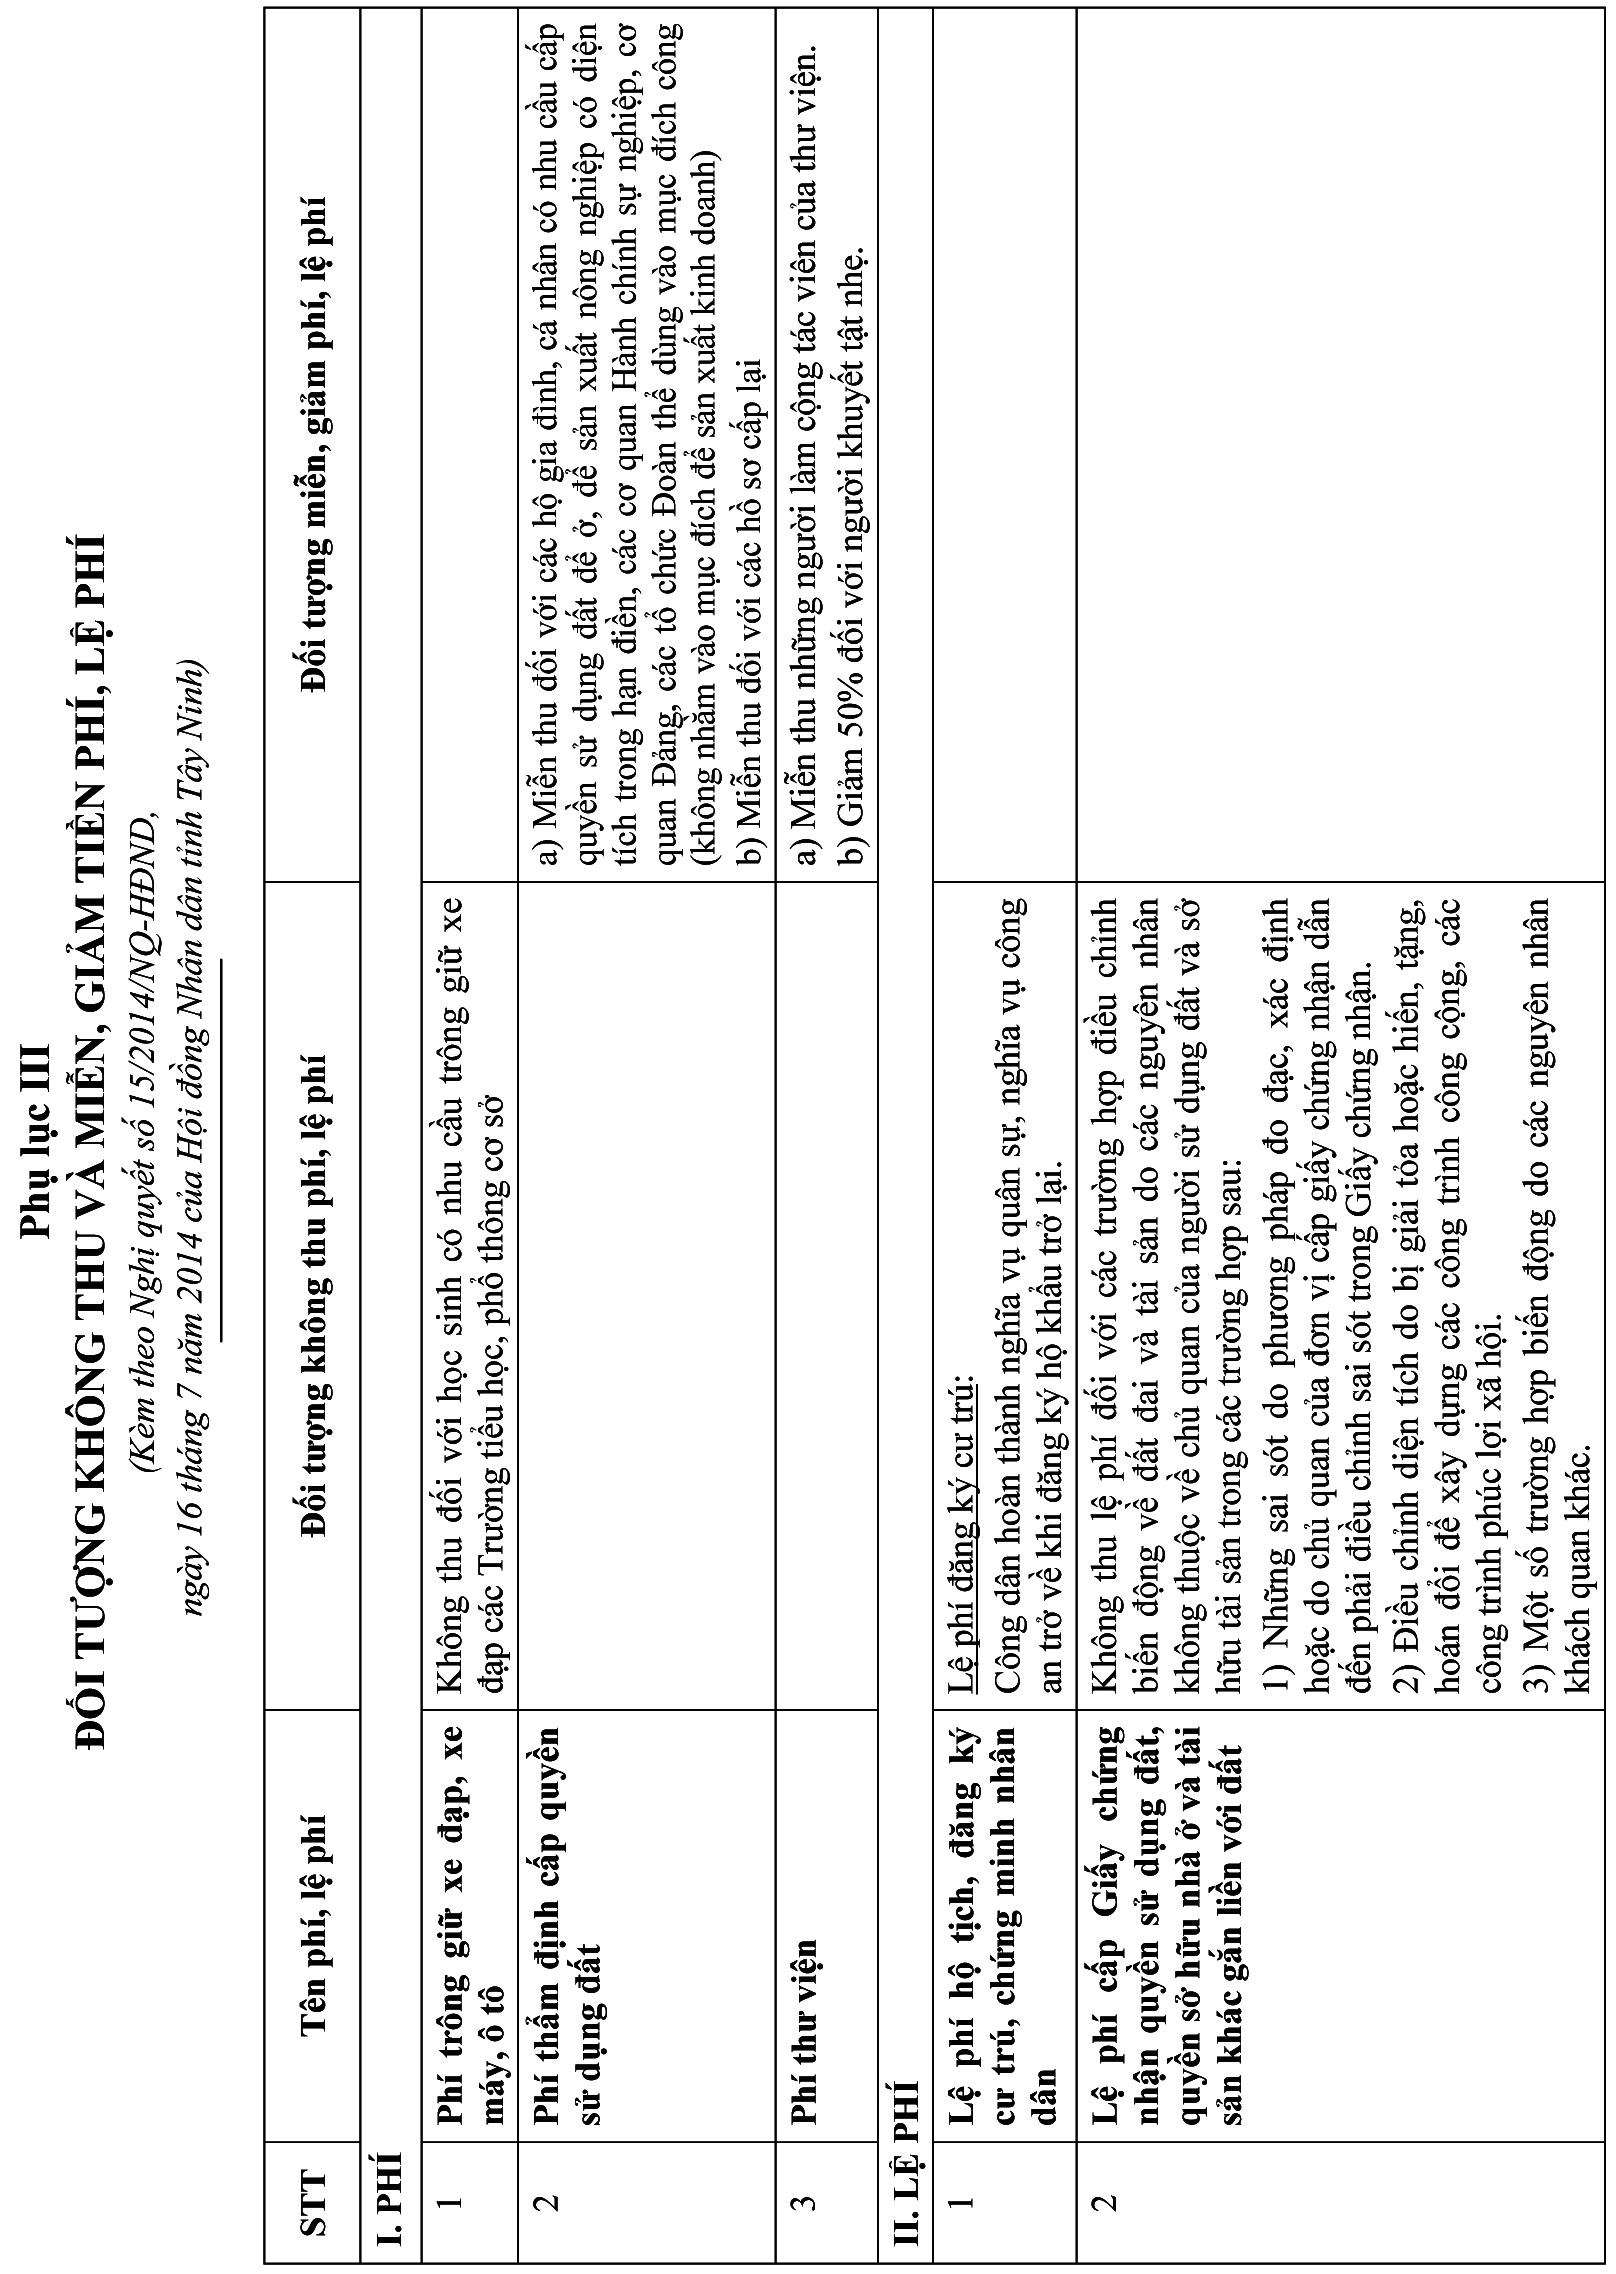 Phụ lục III
ĐỐI TƯỢNG KHÔNG THU VÀ MIỄN, GIẢM TIỀN PHÍ, LỆ PHÍ
(Kèm theo Nghị quyết số 15/2014/NQ-HĐND,
ngày 16 tháng 7 năm 2014 của Hội đồng Nhân dân tỉnh Tây Ninh)
STT
Tên phí, lệ phí
Đối tượng không thu phí, lệ phí
Đối tượng miễn, giảm phí, lệ phí
I. PHÍ
1
Phí trông giữ xe đạp, xe
máy, ô tô
Không thu đối với học sinh có nhu cầu trông giữ xe
đạp các Trường tiểu học, phổ thông cơ sở
2
Phí thẩm định cấp quyền
sử dụng đất
a) Miễn thu đối với các hộ gia đình, cá nhân có nhu cầu cấp
quyền sử dụng đất để ở, để sản xuất nông nghiệp có diện
tích trong hạn điền, các cơ quan Hành chính sự nghiệp, cơ
quan Đảng, các tổ chức Đoàn thể dùng vào mục đích công
(không nhằm vào mục đích để sản xuất kinh doanh)
b) Miễn thu đối với các hồ sơ cấp lại
3
Phí thư viện
a) Miễn thu những người làm cộng tác viên của thư viện.
b) Giảm 50% đối với người khuyết tật nhẹ.
II. LỆ PHÍ
1
Lệ phí hộ tịch, đăng ký
cư trú, chứng minh nhân
dân
Lệ phí đăng ký cư trú:
Công dân hoàn thành nghĩa vụ quân sự, nghĩa vụ công
an trở về khi đăng ký hộ khẩu trở lại.
2
Lệ phí cấp Giấy chứng
nhận quyền sử dụng đất,
quyền sở hữu nhà ở và tài
sản khác gắn liền với đất
Không thu lệ phí đối với các trường hợp điều chỉnh
biến động về đất đai và tài sản do các nguyên nhân
không thuộc về chủ quan của người sử dụng đất và sở
hữu tài sản trong các trường hợp sau:
1) Những sai sót do phương pháp đo đạc, xác định
hoặc do chủ quan của đơn vị cấp giấy chứng nhận dẫn
đến phải điều chỉnh sai sót trong Giấy chứng nhận.
2) Điều chỉnh diện tích do bị giải tỏa hoặc hiến, tặng,
hoán đổi để xây dựng các công trình công cộng, các
công trình phúc lợi xã hội.
3) Một số trường hợp biến động do các nguyên nhân
khách quan khác.